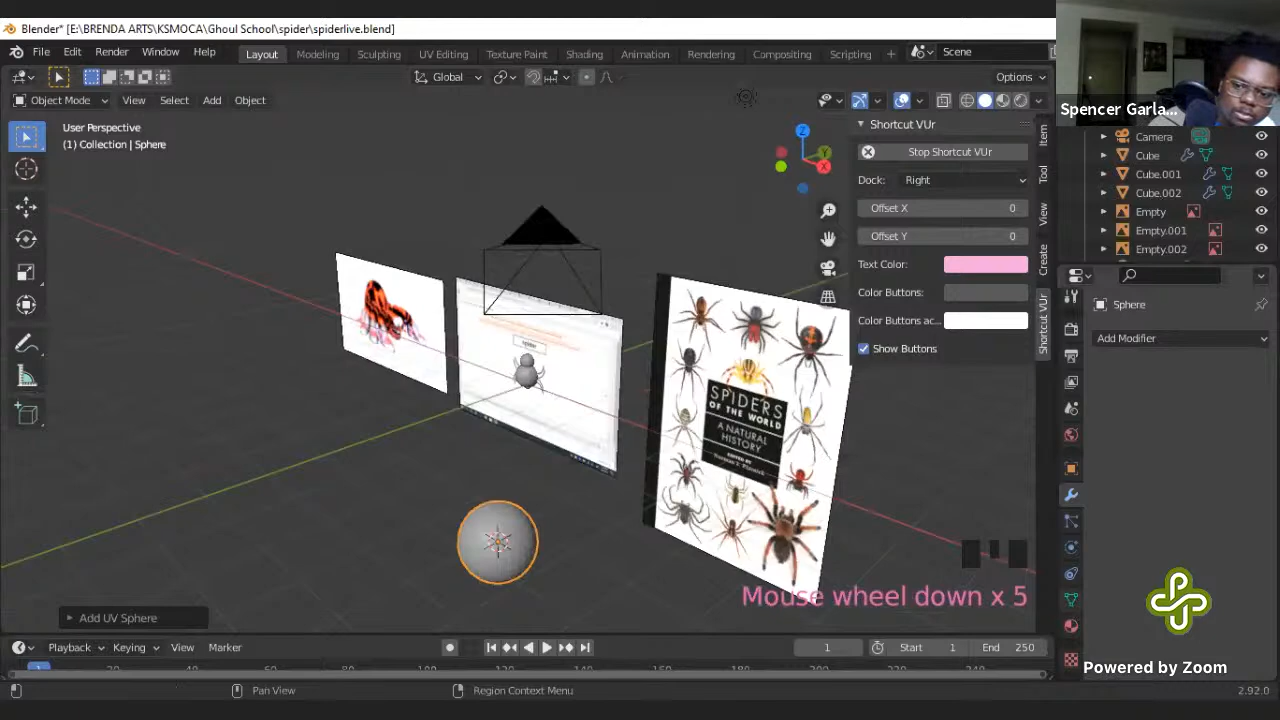 Blender* [E:\BRENDA ARTS\KSMOCA\Ghoul School\spider\spiderlive.blend]
File Edit Render Window Help Layout Modeling Sculpting UV Editing Texture Paint Shading Animation Rendering Compositing Scripting + Scene
Global Options
Object Mode View Select Add Object
Spencer Garla...
User Perspective
(1) Collection | Sphere
Shortcut VUr
Stop Shortcut VUr
Dock: Right
Offset X 0
Offset Y 0
Text Color:
Color Buttons:
Color Buttons ac...
Show Buttons
Item
Tool
View
Create
Shortcut VUr
Camera
Cube
Cube.001
Cube.002
Empty
Empty.001
Empty.002
Sphere
Add Modifier
X
Y
Z
spider
SPIDERS
OF THE WORLD
A NATURAL
HISTORY
Mouse wheel down x 5
Add UV Sphere
Playback Keying View Marker 1 Start 1 End 250
Powered by Zoom
Pan View Region Context Menu 2.92.0